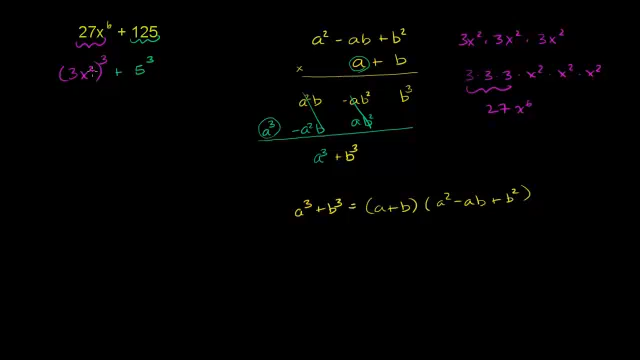 27x⁶ + 125
(3x²)³ + 5³
a² - ab + b²
× a + b
a²b -ab² b³
a³ -a²b ab²
a³ + b³
a³ + b³ = (a+b) (a² - ab + b²)
3x² · 3x² · 3x²
3 · 3 · 3 · x² · x² · x²
27 x⁶